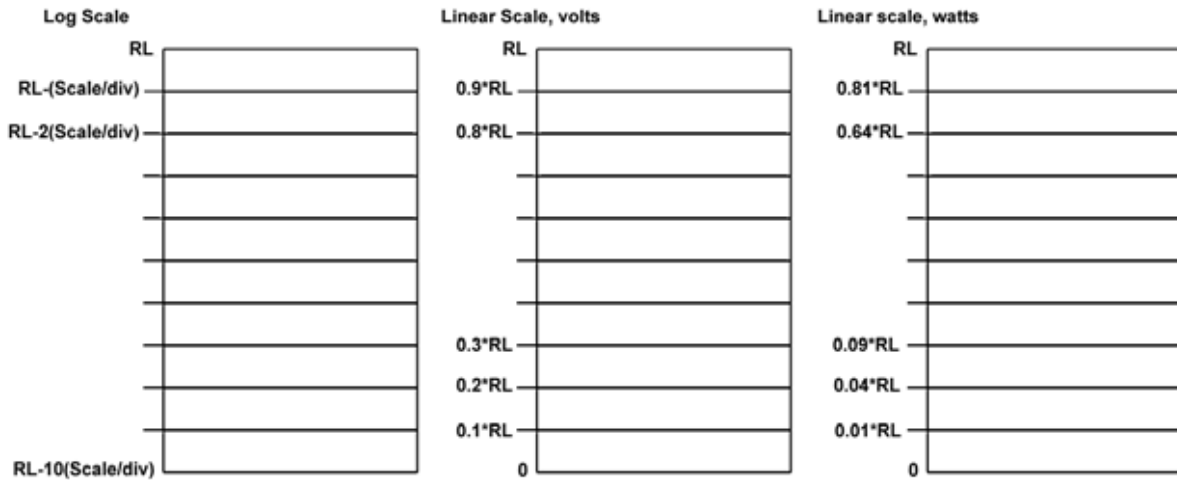 Log Scale
RL
RL-(Scale/div)
RL-2(Scale/div)
RL-10(Scale/div)
Linear Scale, volts
RL
0.9*RL
0.8*RL
0.3*RL
0.2*RL
0.1*RL
0
Linear scale, watts
RL
0.81*RL
0.64*RL
0.09*RL
0.04*RL
0.01*RL
0